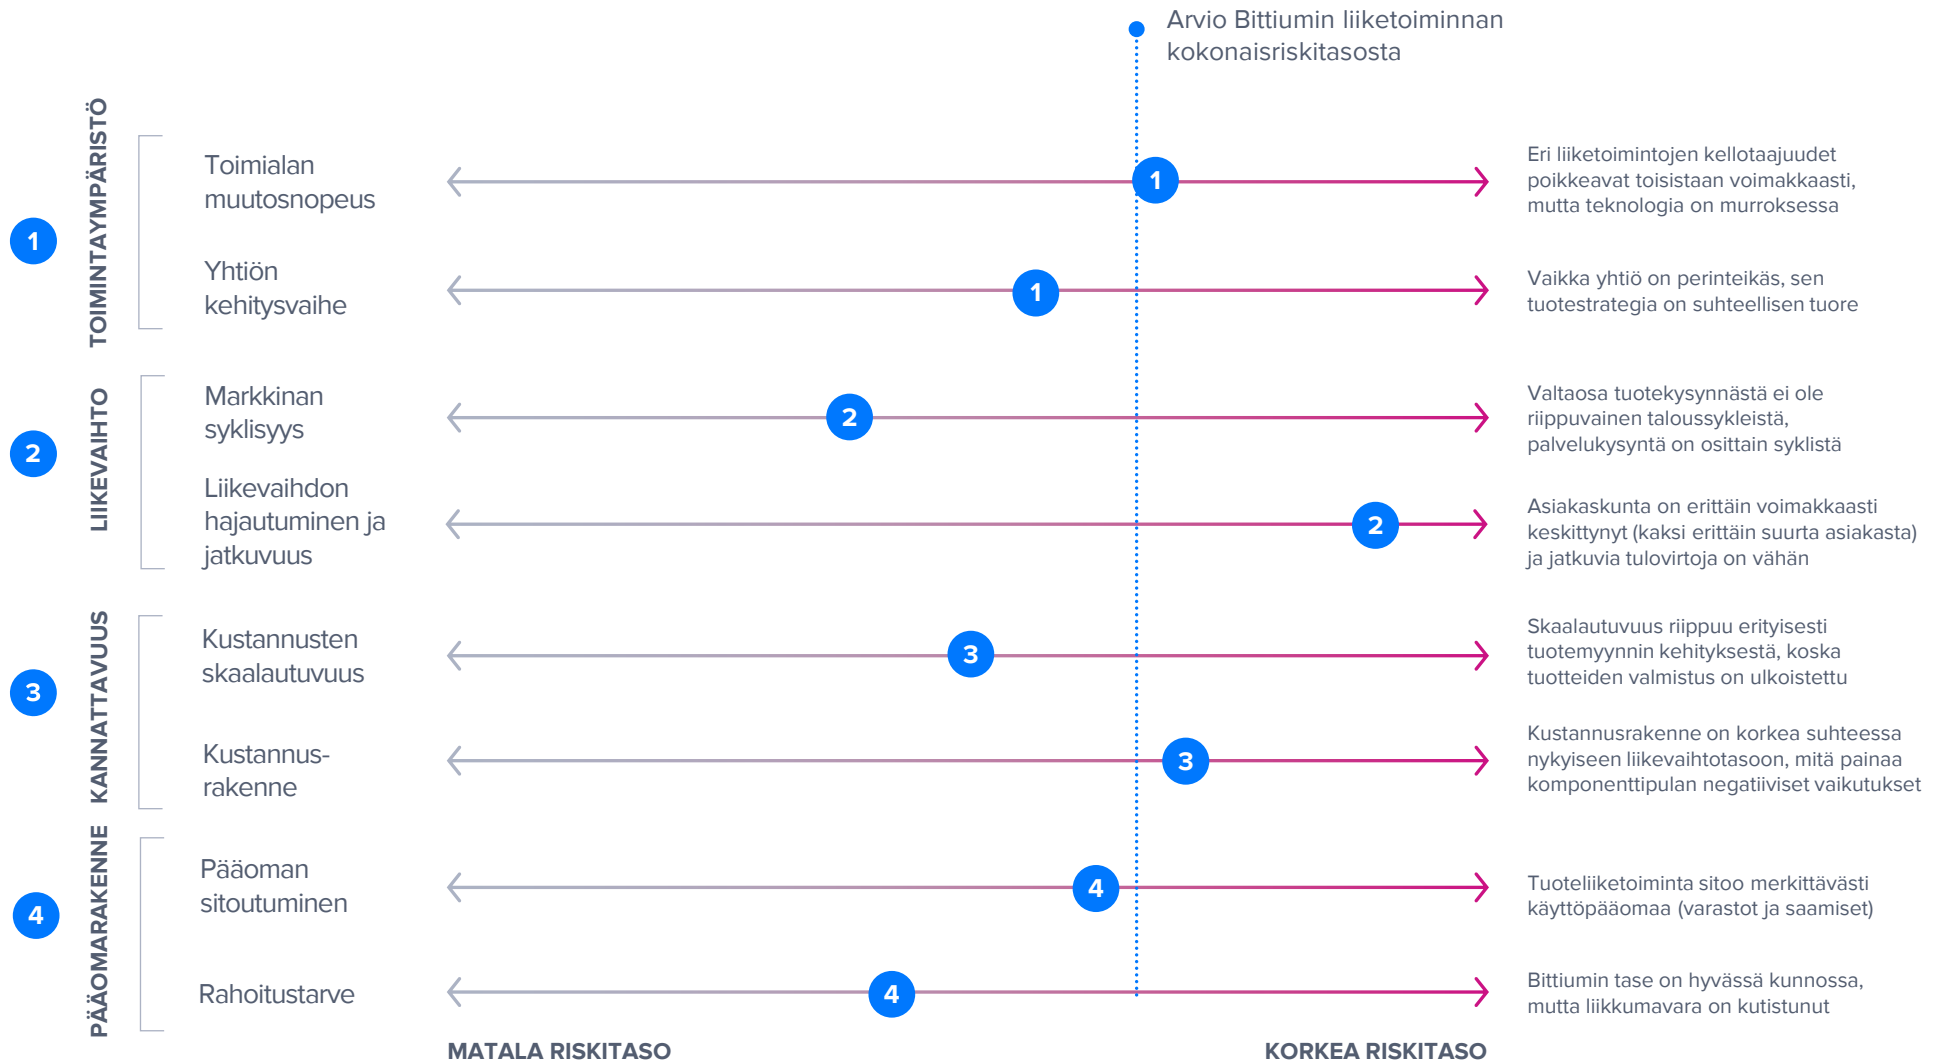 Arvio Bittiumin liiketoiminnan
kokonaisriskitasosta
1
TOIMINTAYMPÄRISTÖ
Toimialan
muutosnopeus
1
Eri liiketoimintojen kellotaajuudet
poikkeavat toisistaan voimakkaasti,
mutta teknologia on murroksessa
Yhtiön
kehitysvaihe
1
Vaikka yhtiö on perinteikäs, sen
tuotestrategia on suhteellisen tuore
2
LIIKEVAIHTO
Markkinan
syklisyys
2
Valtaosa tuotekysynnästä ei ole
riippuvainen taloussykleistä,
palvelukysyntä on osittain syklistä
Liikevaihdon
hajautuminen ja
jatkuvuus
2
Asiakaskunta on erittäin voimakkaasti
keskittynyt (kaksi erittäin suurta asiakasta)
ja jatkuvia tulovirtoja on vähän
3
KANNATTAVUUS
Kustannusten
skaalautuvuus
3
Skaalautuvuus riippuu erityisesti
tuotemyynnin kehityksestä, koska
tuotteiden valmistus on ulkoistettu
Kustannus-
rakenne
3
Kustannusrakenne on korkea suhteessa
nykyiseen liikevaihtotasoon, mitä painaa
komponenttipulan negatiiviset vaikutukset
4
PÄÄOMARAKENNE
Pääoman
sitoutuminen
4
Tuoteliiketoiminta sitoo merkittävästi
käyttöpääomaa (varastot ja saamiset)
Rahoitustarve
4
Bittiumin tase on hyvässä kunnossa,
mutta liikkumavara on kutistunut
MATALA RISKITASO
KORKEA RISKITASO